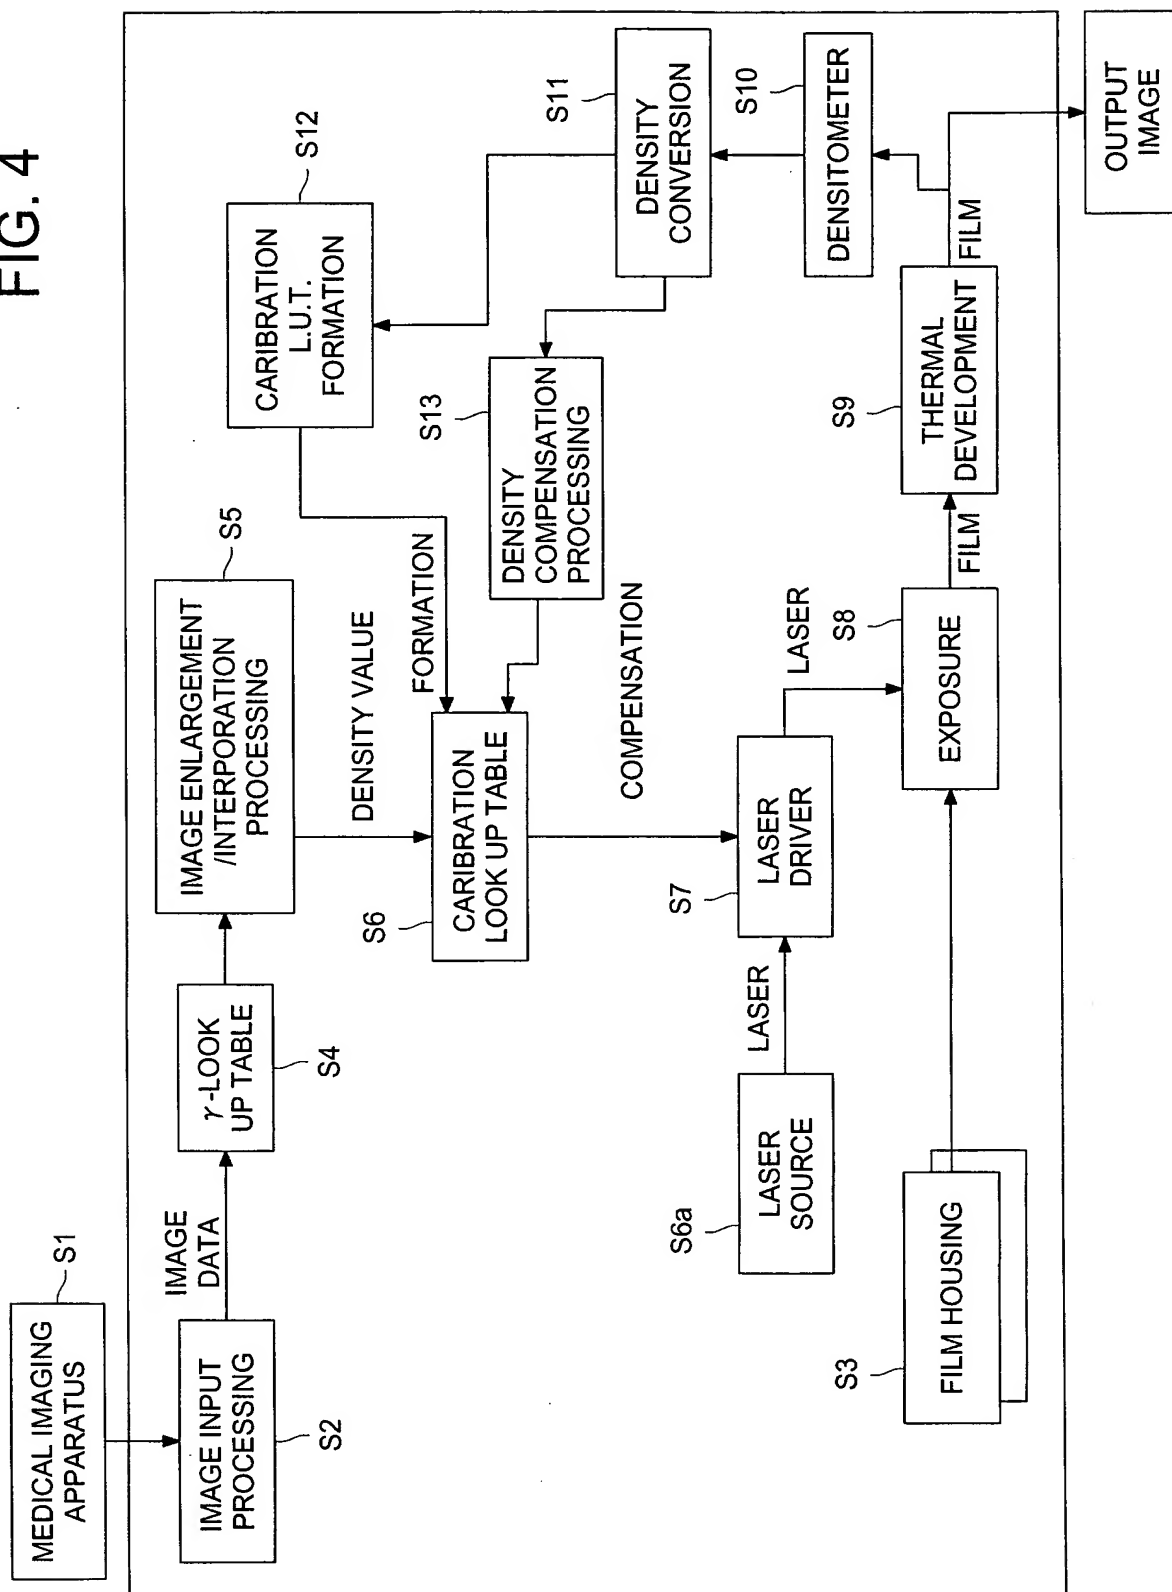 FIG. 4
MEDICAL IMAGING
APPARATUS
S1
IMAGE INPUT
PROCESSING
S2
IMAGE
DATA
γ-LOOK
UP TABLE
S4
IMAGE ENLARGEMENT
/INTERPORATION
PROCESSING
S5
DENSITY VALUE
CARIBRATION
L.U.T.
FORMATION
S12
FORMATION
CARIBRATION
LOOK UP TABLE
S6
DENSITY
COMPENSATION
PROCESSING
S13
COMPENSATION
DENSITY
CONVERSION
S11
LASER
SOURCE
S6a
LASER
LASER
DRIVER
S7
LASER
DENSITOMETER
S10
FILM HOUSING
S3
EXPOSURE
S8
FILM
THERMAL
DEVELOPMENT
S9
FILM
OUTPUT
IMAGE